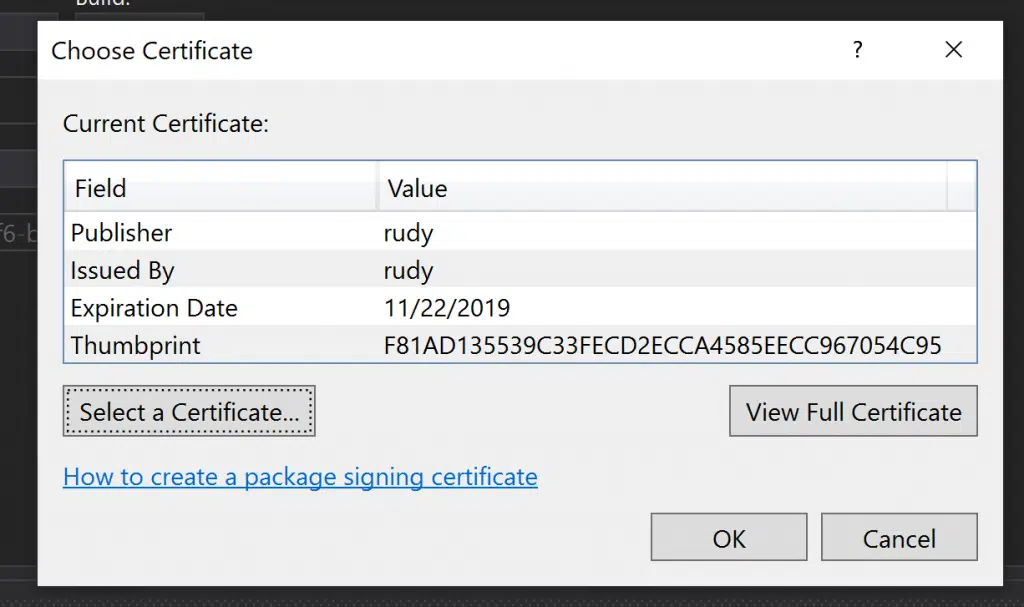 Build:
Choose Certificate ? ×
Current Certificate:
Field Value
Publisher rudy
Issued By rudy
Expiration Date 11/22/2019
Thumbprint F81AD135539C33FECD2ECCA4585EECC967054C95
Select a Certificate... View Full Certificate
How to create a package signing certificate
OK Cancel